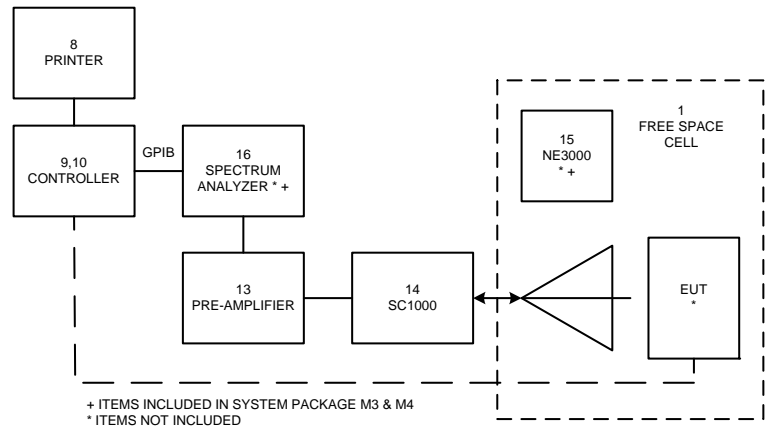 8
PRINTER
9,10
CONTROLLER
GPIB
16
SPECTRUM
ANALYZER * +
13
PRE-AMPLIFIER
14
SC1000
15
NE3000
* +
1
FREE SPACE
CELL
EUT
*
+ ITEMS INCLUDED IN SYSTEM PACKAGE M3 & M4
* ITEMS NOT INCLUDED